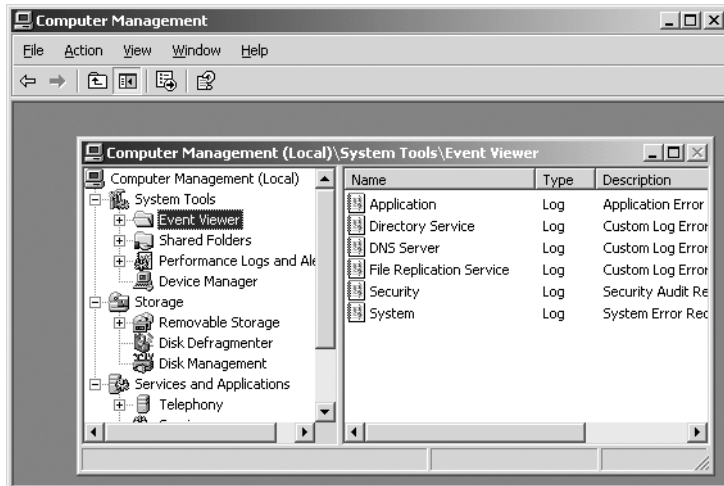 Computer Management
File Action View Window Help
Computer Management (Local)\System Tools\Event Viewer
Computer Management (Local)
System Tools
Event Viewer
Shared Folders
Performance Logs and Ale
Device Manager
Storage
Removable Storage
Disk Defragmenter
Disk Management
Services and Applications
Telephony
Name Type Description
Application Log Application Error
Directory Service Log Custom Log Error
DNS Server Log Custom Log Error
File Replication Service Log Custom Log Error
Security Log Security Audit Re
System Log System Error Rec